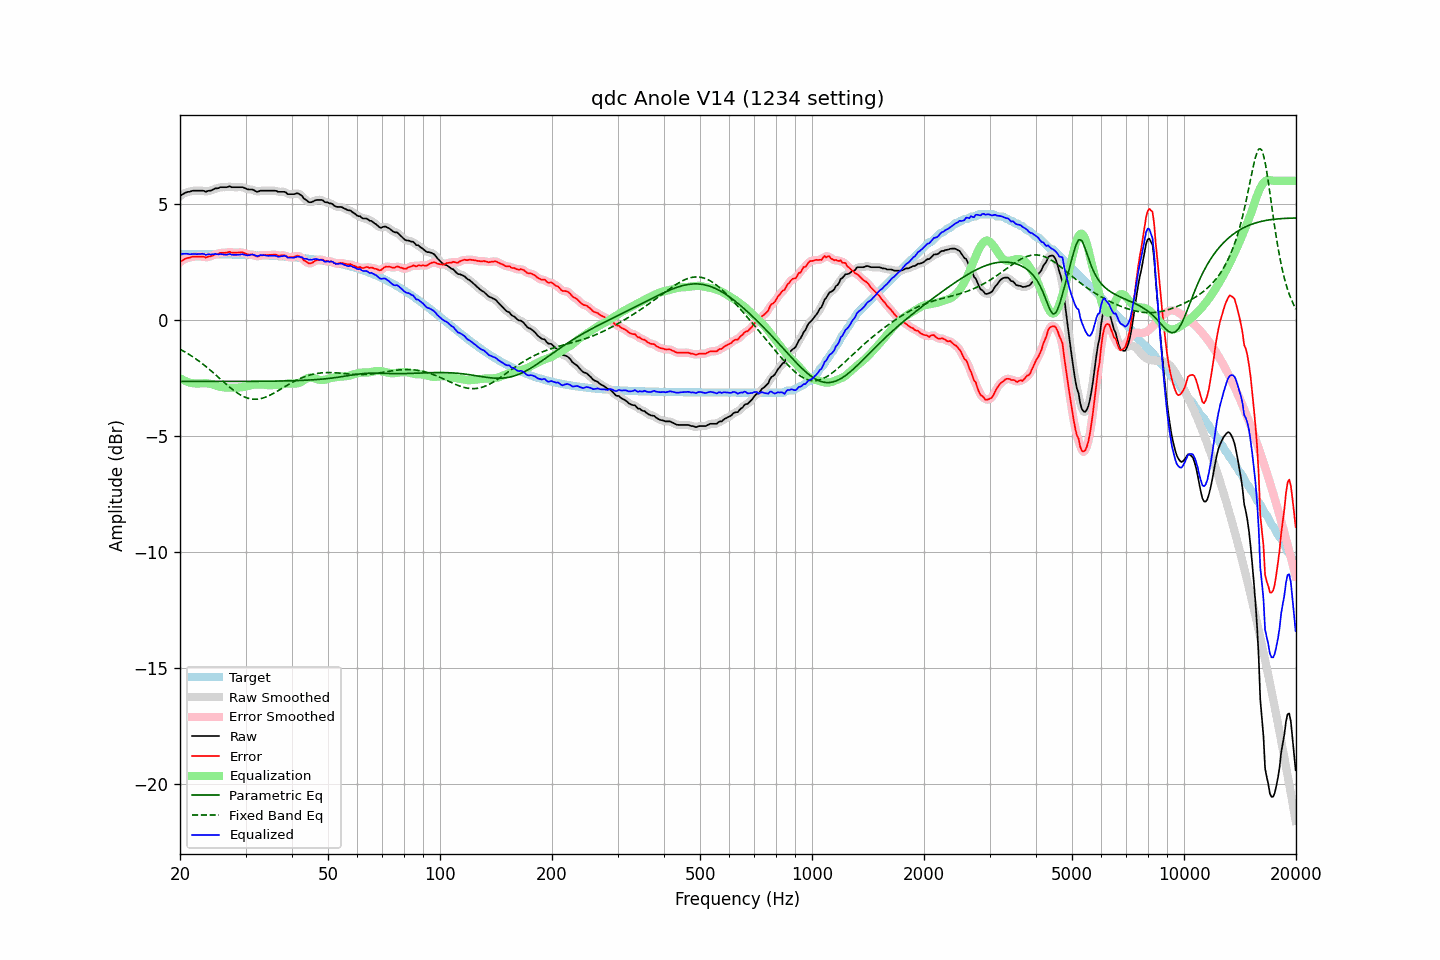 qdc Anole V14 (1234 setting)
Amplitude (dBr)
5
0
−5
−10
−15
−20
Target
Raw Smoothed
Error Smoothed
Raw
Error
Equalization
Parametric Eq
Fixed Band Eq
Equalized
20 50 100 200 500 1000 2000 5000 10000 20000
Frequency (Hz)